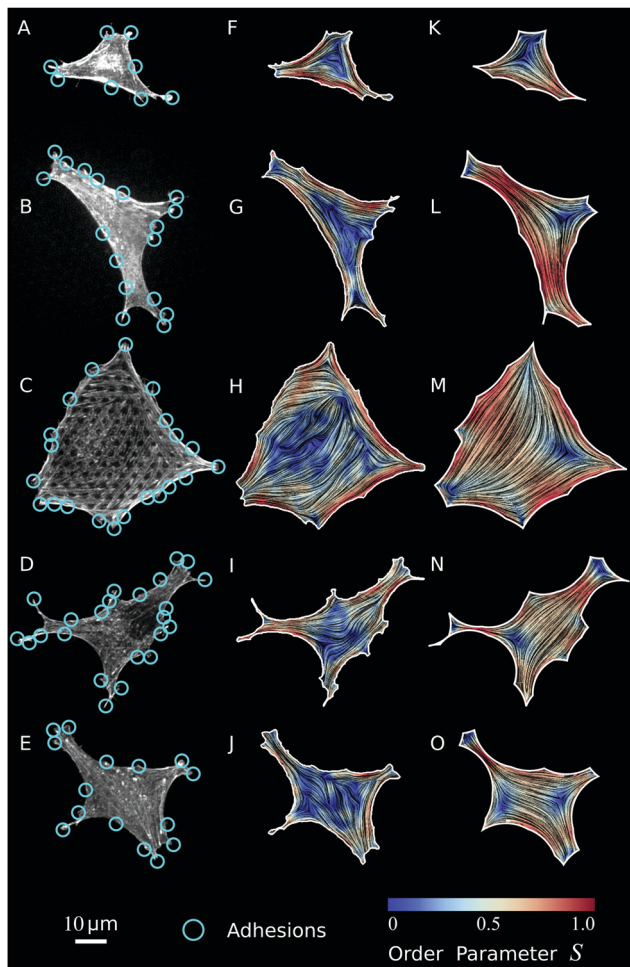 A F K
B G L
C H M
D I N
E J O
10 μm
Adhesions
0 0.5 1.0
Order Parameter S